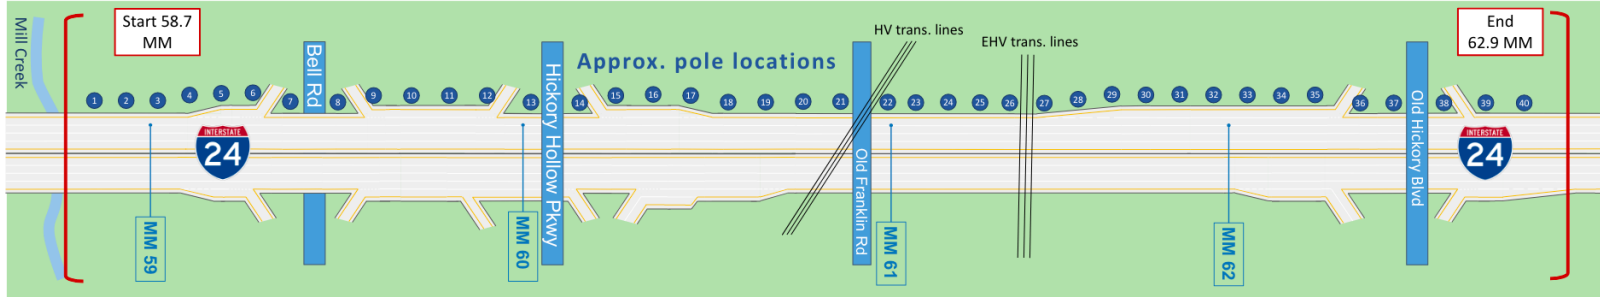 Mill Creek
Start 58.7
MM
Bell Rd
Hickory Hollow Pkwy
Approx. pole locations
HV trans. lines
EHV trans. lines
Old Franklin Rd
Old Hickory Blvd
End
62.9 MM
1 2 3 4 5 6 7 8 9 10 11 12 13 14 15 16 17 18 19 20 21 22 23 24 25 26 27 28 29 30 31 32 33 34 35 36 37 38 39 40
INTERSTATE
24
INTERSTATE
24
MM 59
MM 60
MM 61
MM 62